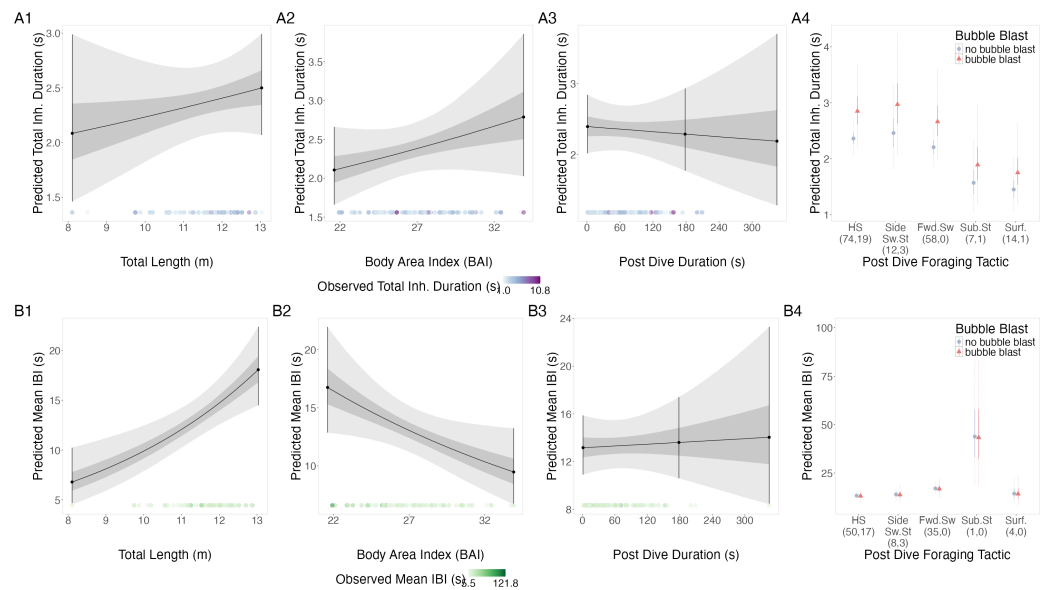 A1
Predicted Total Inh. Duration (s)
3.0
2.5
2.0
1.5
8
9
10
11
12
13
Total Length (m)
A2
Predicted Total Inh. Duration (s)
3.5
3.0
2.5
2.0
1.5
22
27
32
Body Area Index (BAI)
A3
Predicted Total Inh. Duration (s)
3
2
0
60
120
180
240
300
Post Dive Duration (s)
A4
Predicted Total Inh. Duration (s)
4
3
2
1
Bubble Blast
no bubble blast
bubble blast
HS
(74,19)
Side
Sw.St
(12,3)
Fwd.Sw
(58,0)
Sub.St
(7,1)
Surf.
(14,1)
Post Dive Foraging Tactic
Observed Total Inh. Duration (s)
1.0
10.8
B1
Predicted Mean IBI (s)
20
15
10
5
8
9
10
11
12
13
Total Length (m)
B2
Predicted Mean IBI (s)
20
15
10
22
27
32
Body Area Index (BAI)
B3
Predicted Mean IBI (s)
24
20
16
12
8
0
60
120
180
240
300
Post Dive Duration (s)
B4
Predicted Mean IBI (s)
100
75
50
25
Bubble Blast
no bubble blast
bubble blast
HS
(50,17)
Side
Sw.St
(8,3)
Fwd.Sw
(35,0)
Sub.St
(1,0)
Surf.
(4,0)
Post Dive Foraging Tactic
Observed Mean IBI (s)
5.5
121.8